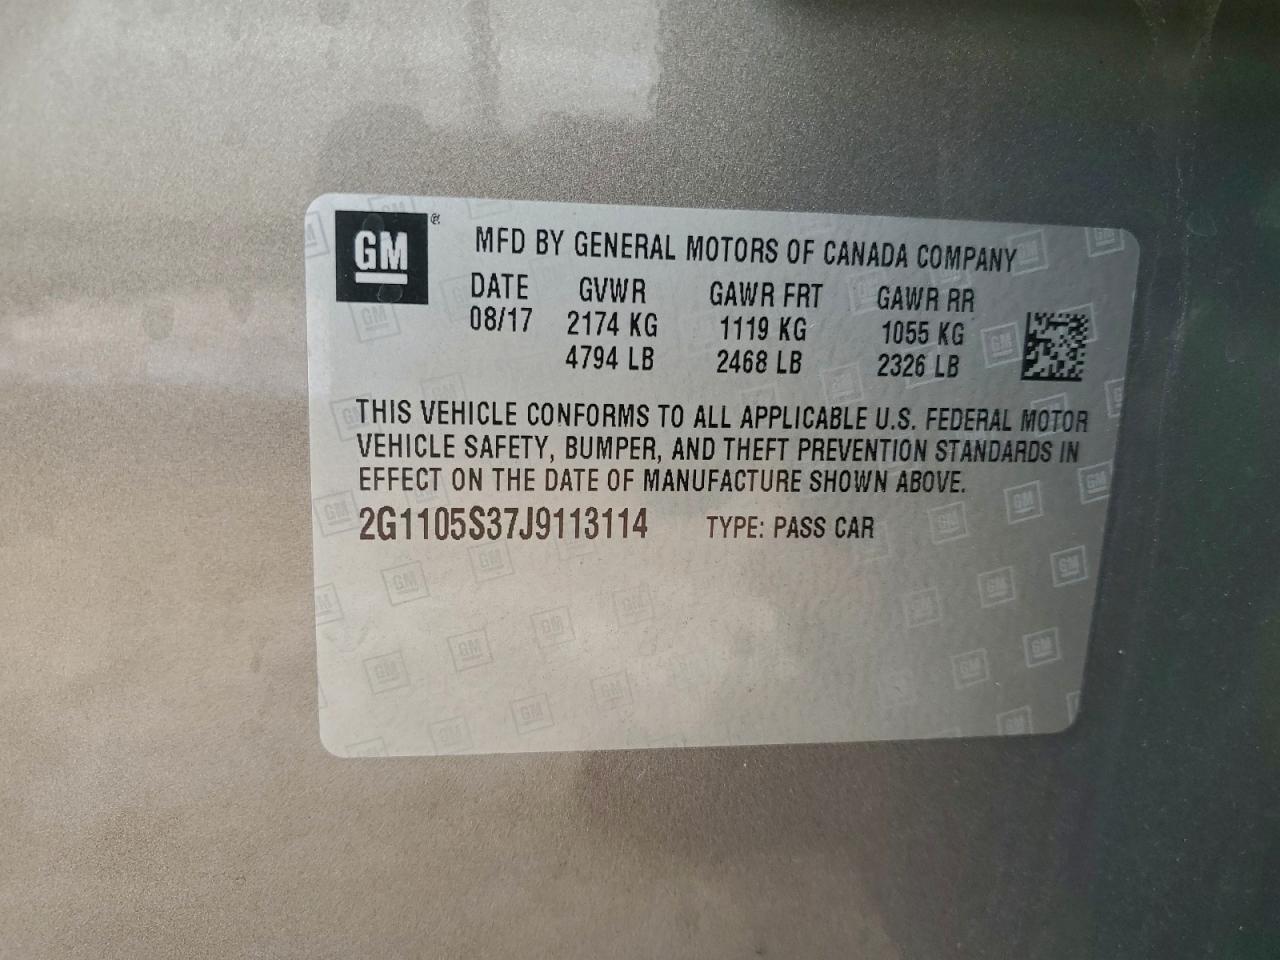 GM ®
MFD BY GENERAL MOTORS OF CANADA COMPANY
DATE GVWR GAWR FRT GAWR RR
08/17 2174 KG 1119 KG 1055 KG
4794 LB 2468 LB 2326 LB
THIS VEHICLE CONFORMS TO ALL APPLICABLE U.S. FEDERAL MOTOR
VEHICLE SAFETY, BUMPER, AND THEFT PREVENTION STANDARDS IN
EFFECT ON THE DATE OF MANUFACTURE SHOWN ABOVE.
2G1105S37J9113114 TYPE: PASS CAR